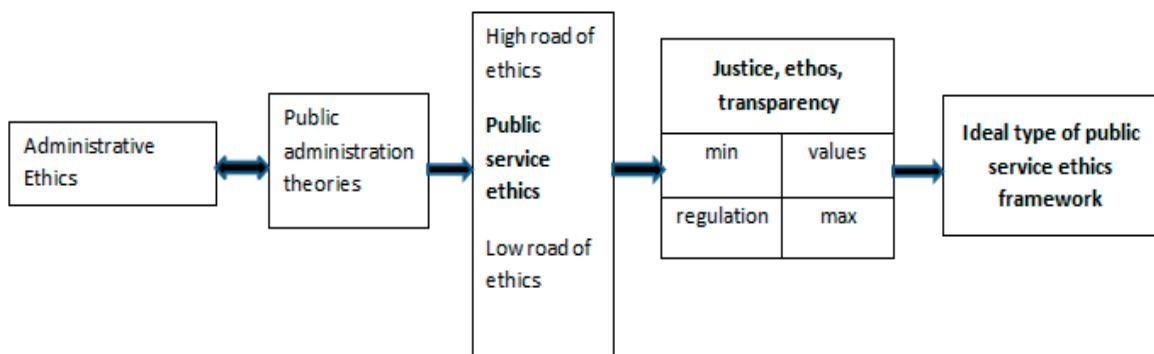 Administrative
Ethics
Public
administration
theories
High road of
ethics
Public
service
ethics
Low road of
ethics
Justice, ethos,
transparency
min
values
regulation
max
Ideal type of public
service ethics
framework